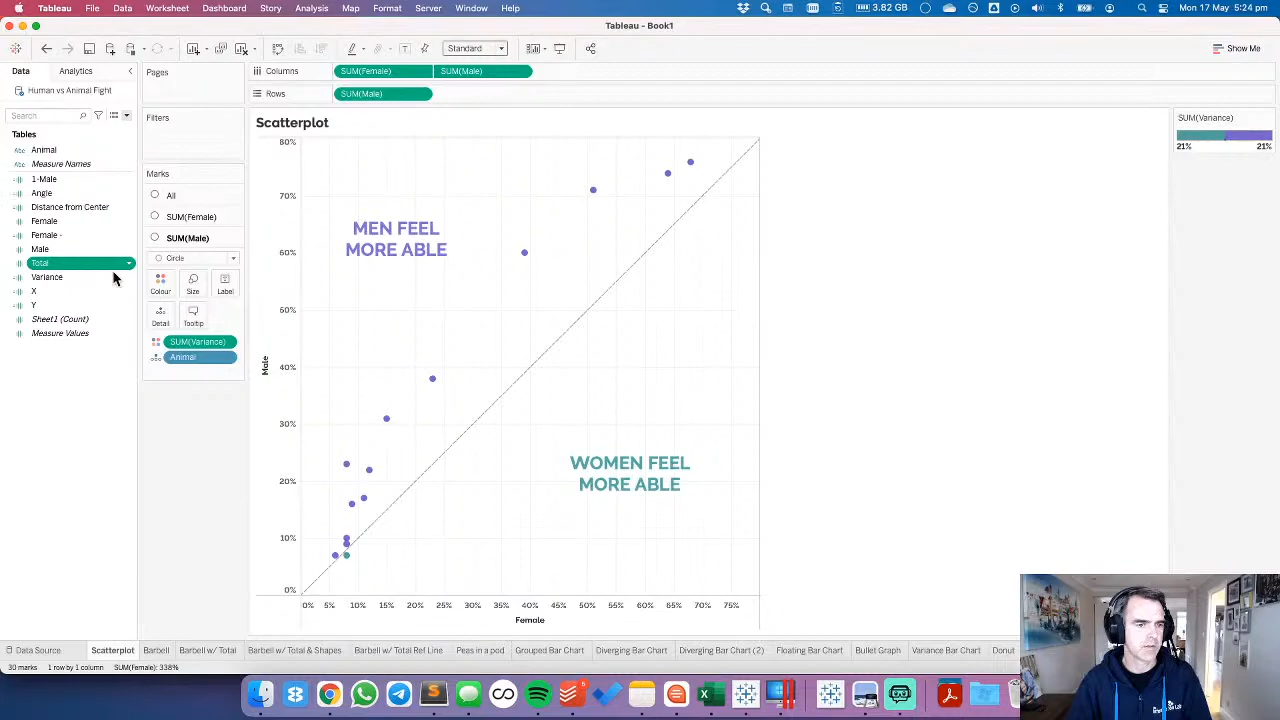 Tableau File Data Worksheet Dashboard Story Analysis Map Format Server Window Help 3.82 GB Mon 17 May 5:24 pm
Tableau - Book1
Standard Show Me
Data Analytics Pages Columns SUM(Female) SUM(Male) SUM(Variance)
Human vs Animal Fight Rows SUM(Male)
Search Filters Scatterplot
21% 21%
Tables
Animal
Measure Names
1-Male
Angle
Distance from Center
Female
Female -
Male
Total
Variance
X
Y
Sheet1 (Count)
Measure Values
Marks
All
SUM(Female)
SUM(Male)
Circle
Colour Size Label
Detail Tooltip
SUM(Variance)
Animal
80%
70%
60%
50%
40%
30%
20%
10%
0%
Male
MEN FEEL
MORE ABLE
WOMEN FEEL
MORE ABLE
0% 5% 10% 15% 20% 25% 30% 35% 40% 45% 50% 55% 60% 65% 70% 75%
Female
Data Source Scatterplot Barbell Barbell w/ Total Barbell w/ Total & Shapes Barbell w/ Total Ref Line Peas in a pod Grouped Bar Chart Diverging Bar Chart Diverging Bar Chart (2) Floating Bar Chart Bullet Graph Variance Bar Chart Donut
30 marks 1 row by 1 column SUM(Female): 338%